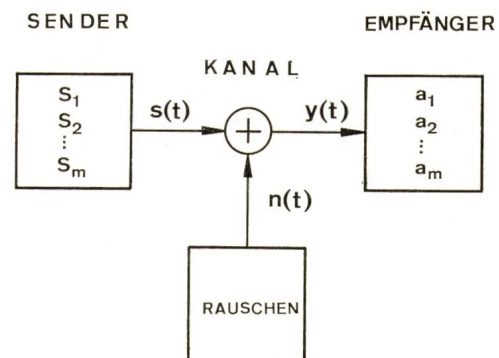 SENDER
EMPFÄNGER
KANAL
S₁
S₂
⋮
Sₘ
s(t)
y(t)
a₁
a₂
⋮
aₘ
n(t)
RAUSCHEN